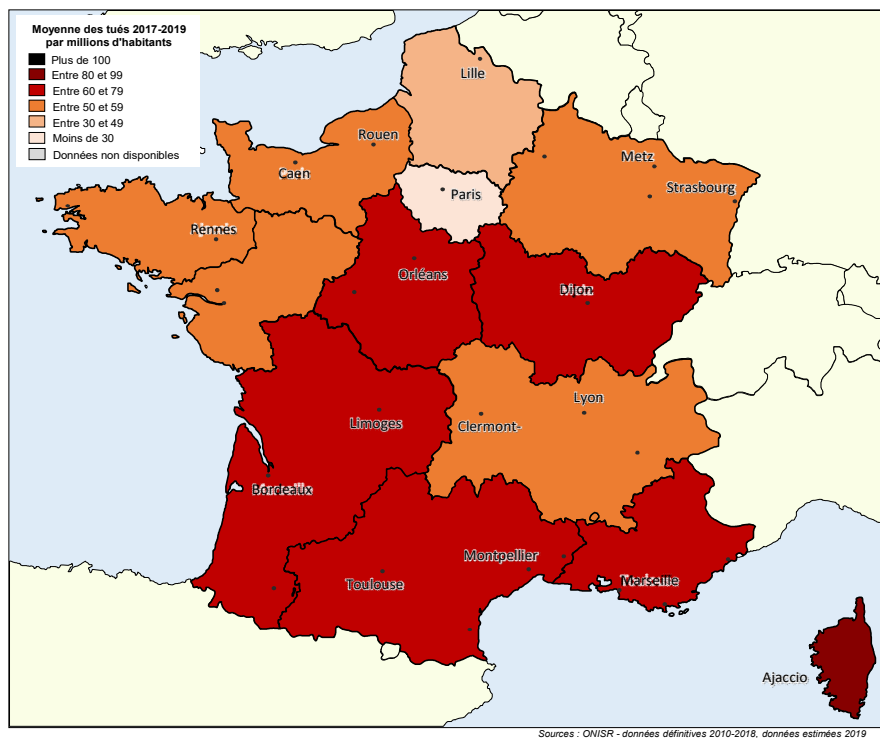 Moyenne des tués 2017-2019
par millions d'habitants
Plus de 100
Entre 80 et 99
Entre 60 et 79
Entre 50 et 59
Entre 30 et 49
Moins de 30
Données non disponibles
Lille
Rouen
Caen
Metz
Paris
Strasbourg
Rennes
Orléans
Dijon
Lyon
Limoges
Clermont-
Bordeaux
Montpellier
Toulouse
Marseille
Ajaccio
Sources : ONISR - données définitives 2010-2018, données estimées 2019